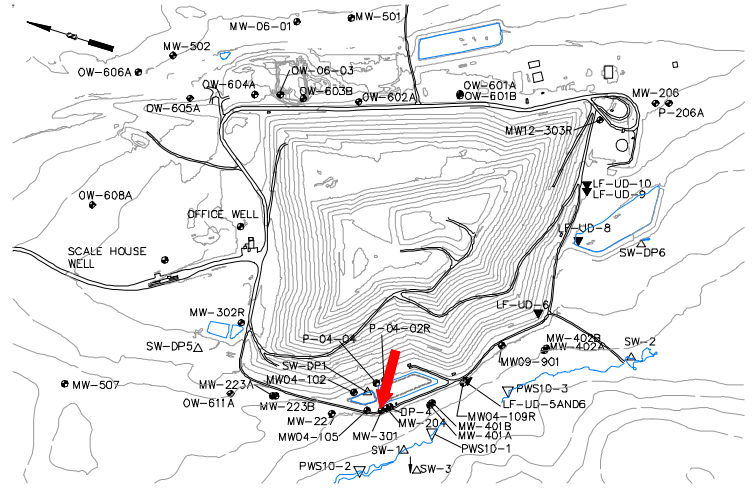 MW-501
MW-06-01
MW-502
OW-606A
OW-604A
OW-06-03
OW-603B
OW-605A
OW-602A
OW-601A
OW-601B
MW-206
P-206A
MW12-303R
LF-UD-10
LF-UD-9
OW-608A
OFFICE WELL
LF-UD-8
SW-DP6
SCALE HOUSE
WELL
LF-UD-6
MW-302R
P-04-04
P-04-02R
SW-DP5
SW-DP1
MW04-102
MW-402B
MW-402A
SW-2
MW09-901
MW-507
MW-223A
OW-611A
MW-223B
MW-227
MW04-105
MW-301
DP-4
MW-204
PWS10-3
LF-UD-5AND6
MW04-109R
MW-401B
MW-401A
PWS10-1
SW-1
PWS10-2
SW-3